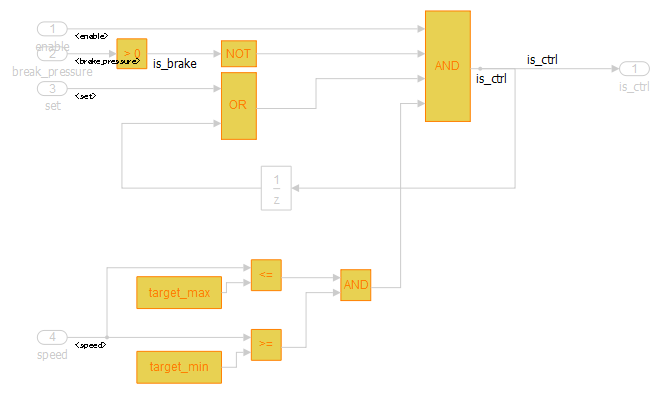 1
<enable>
enable
2
<brake_pressure>
> 0
is_brake
NOT
break_pressure
3
<set>
set
OR
AND
is_ctrl
is_ctrl
1
is_ctrl
1
z
<=
target_max
AND
4
<speed>
speed
>=
target_min